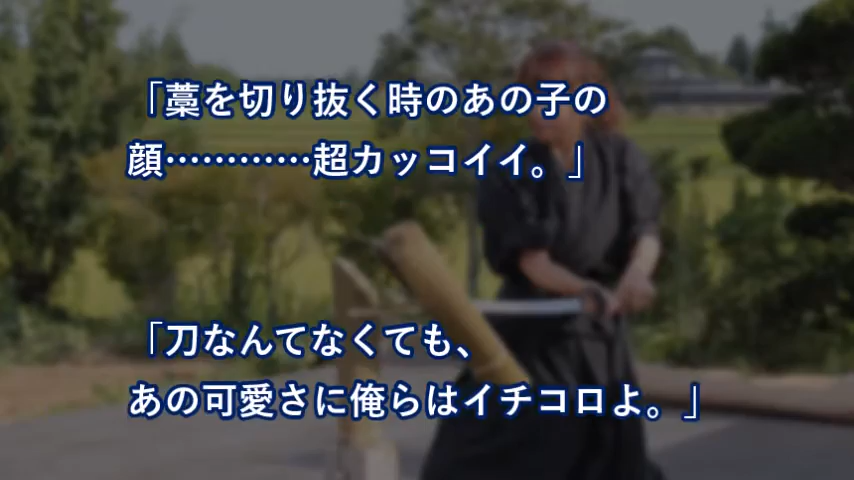 「藁を切り抜く時のあの子の
顔…………超カッコイイ。」
「刀なんてなくても、
あの可愛さに俺らはイチコロよ。」